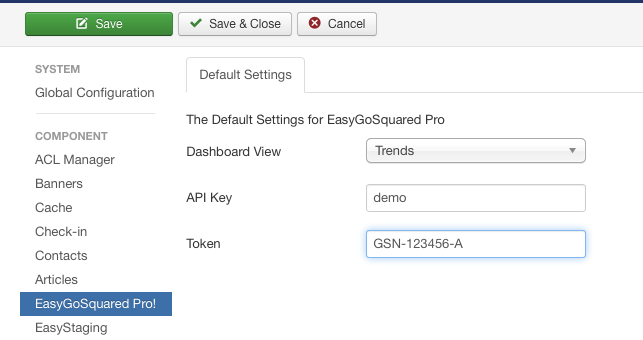 Save
Save & Close
Cancel
SYSTEM
Global Configuration
COMPONENT
ACL Manager
Banners
Cache
Check-in
Contacts
Articles
EasyGoSquared Pro!
EasyStaging
Default Settings
The Default Settings for EasyGoSquared Pro
Dashboard View
Trends
API Key
demo
Token
GSN-123456-A